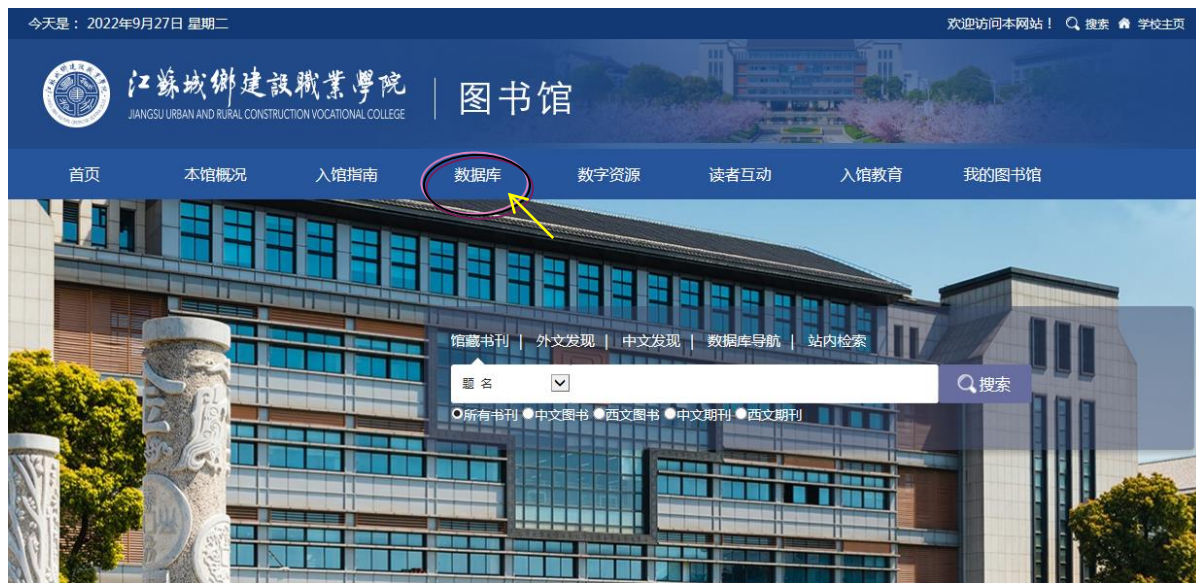 今天是： 2022年9月27日 星期二
欢迎访问本网站！ 搜索 学校主页
江蘇城鄉建設職業學院
JIANGSU URBAN AND RURAL CONSTRUCTION VOCATIONAL COLLEGE
图书馆
首页 本馆概况 入馆指南 数据库 数字资源 读者互动 入馆教育 我的图书馆
馆藏书刊 | 外文发现 | 中文发现 | 数据库导航 | 站内检索
题 名 搜索
所有书刊 中文图书 西文图书 中文期刊 西文期刊